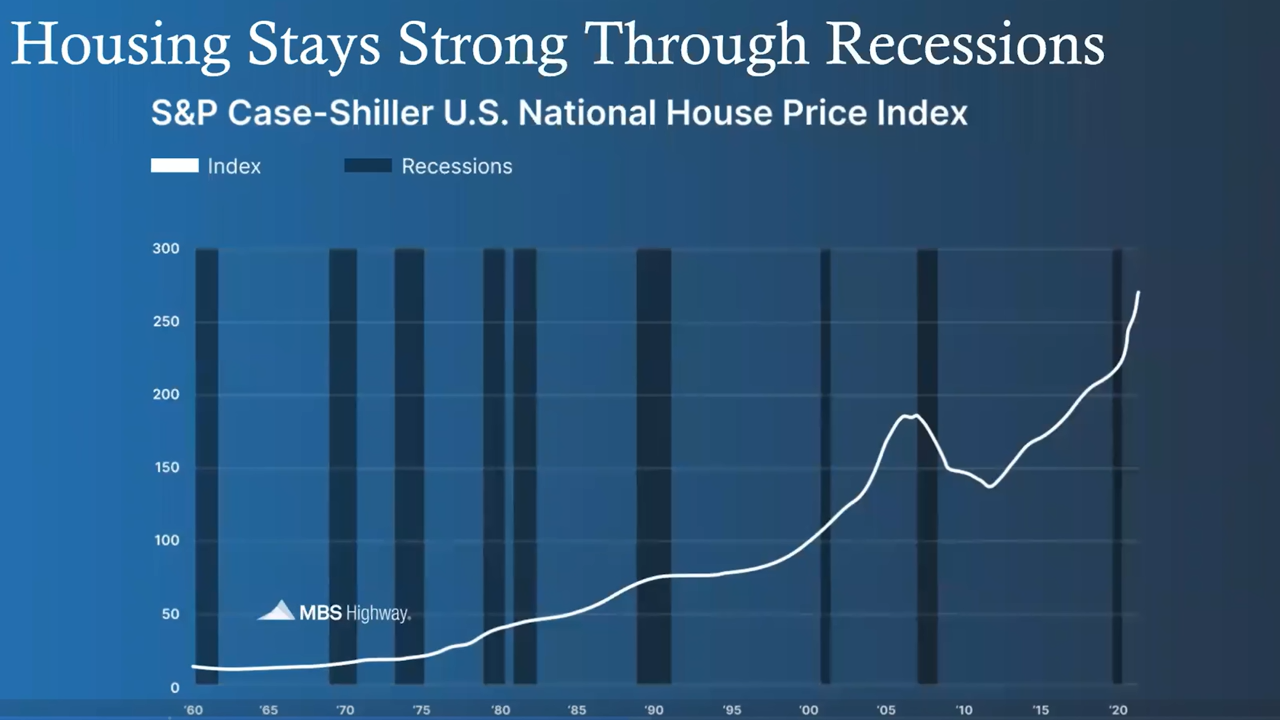 Housing Stays Strong Through Recessions
S&P Case-Shiller U.S. National House Price Index
Index Recessions
300
250
200
150
100
50
0
MBS Highway®
'60 '65 '70 '75 '80 '85 '90 '95 '00 '05 '10 '15 '20